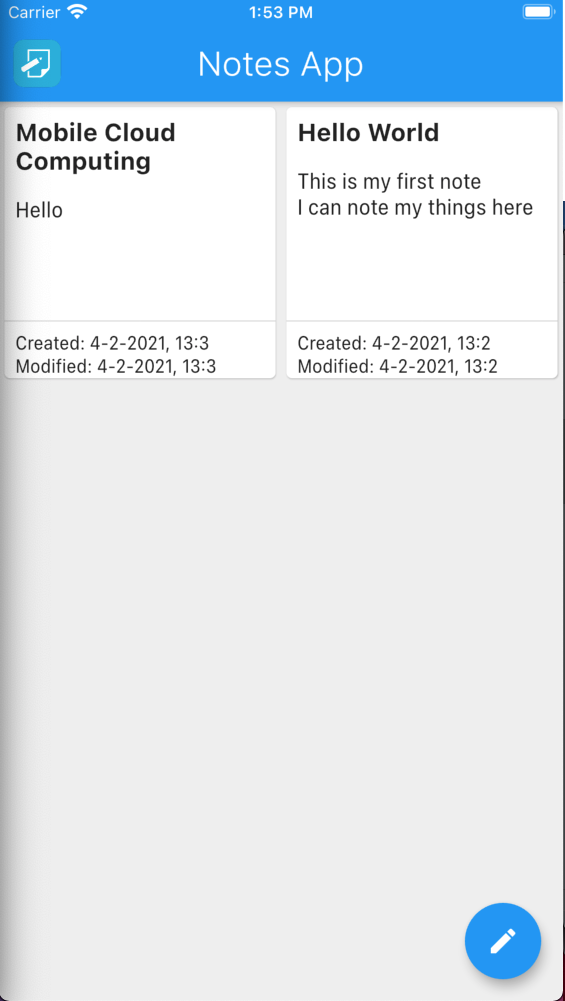 Carrier 1:53 PM
Notes App
Mobile Cloud
Computing
Hello
Created: 4-2-2021, 13:3
Modified: 4-2-2021, 13:3
Hello World
This is my first note
I can note my things here
Created: 4-2-2021, 13:2
Modified: 4-2-2021, 13:2